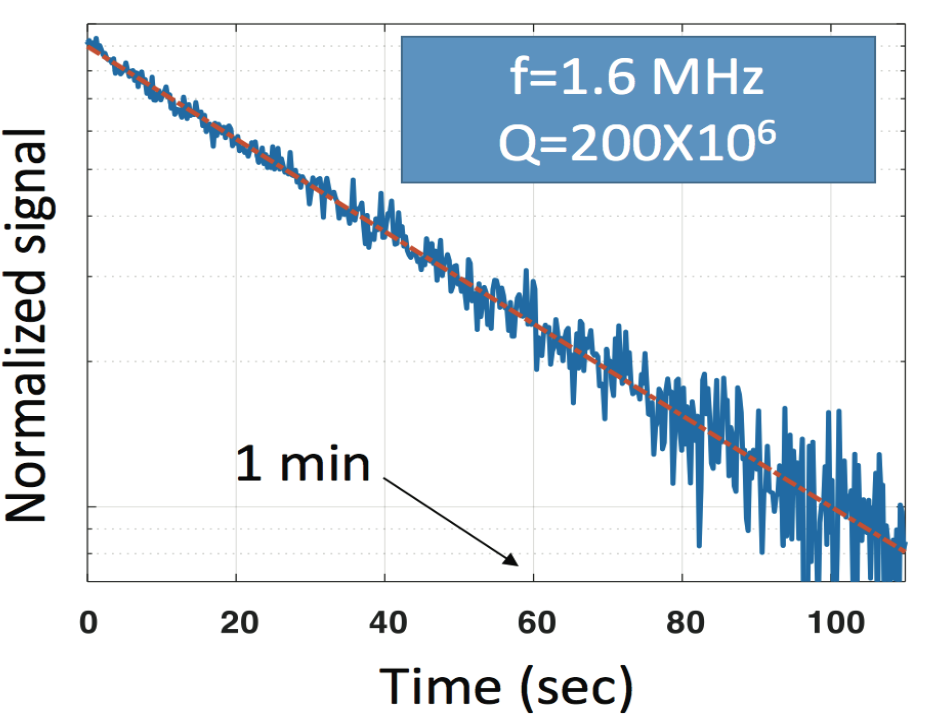 f=1.6 MHz
Q=200X10⁶
Normalized signal
1 min
0 20 40 60 80 100
Time (sec)